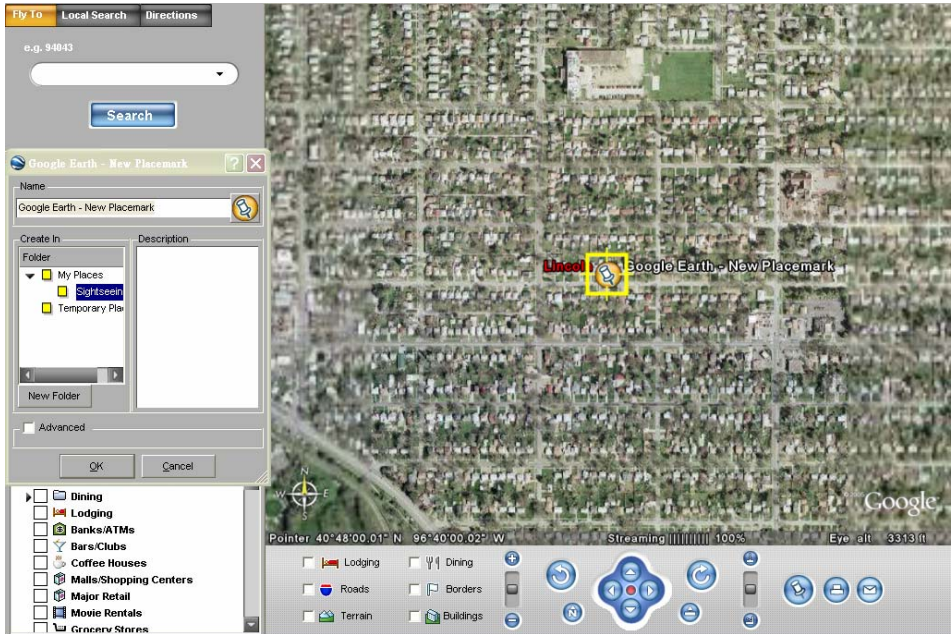 Fly To Local Search Directions
e.g. 94043
Search
Google Earth - New Placemark
Name
Google Earth - New Placemark
Create In
Description
Folder
My Places
Sightseein
Temporary Pla
New Folder
Advanced
OK Cancel
Dining
Lodging
Banks/ATMs
Bars/Clubs
Coffee Houses
Malls/Shopping Centers
Major Retail
Movie Rentals
Grocery Stores
Lincoln Google Earth - New Placemark
N
W E
S
Google
Pointer 40°48'00.01" N 96°40'00.02" W Streaming ||||||||| 100% Eye alt 3313 ft
Lodging Dining
Roads Borders
Terrain Buildings
N